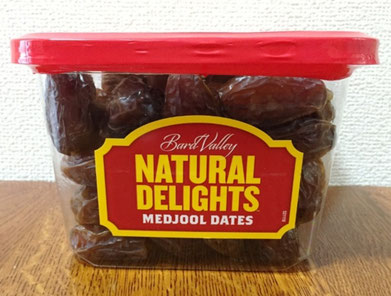 Bard Valley
NATURAL
DELIGHTS
MEDJOOL DATES